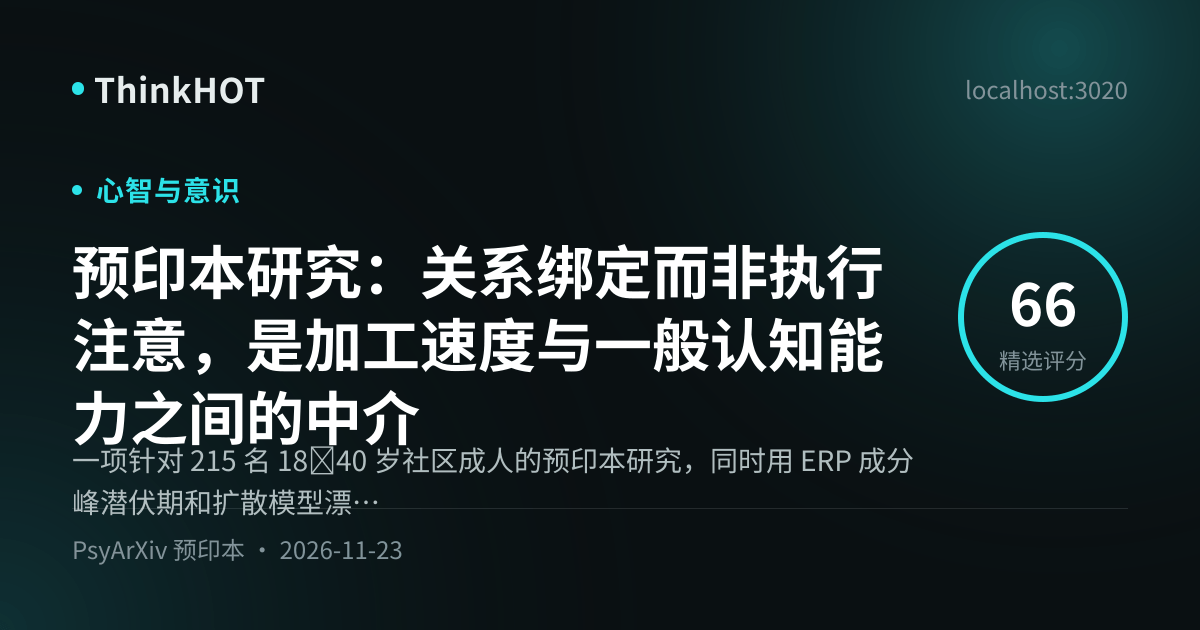 ThinkHOT
localhost:3020
心智与意识
预印本研究：关系绑定而非执行
注意，是加工速度与一般认知能
力之间的中介
66
精选评分
一项针对 215 名 18□40 岁社区成人的预印本研究，同时用 ERP 成分
峰潜伏期和扩散模型漂…
PsyArXiv 预印本 · 2026-11-23